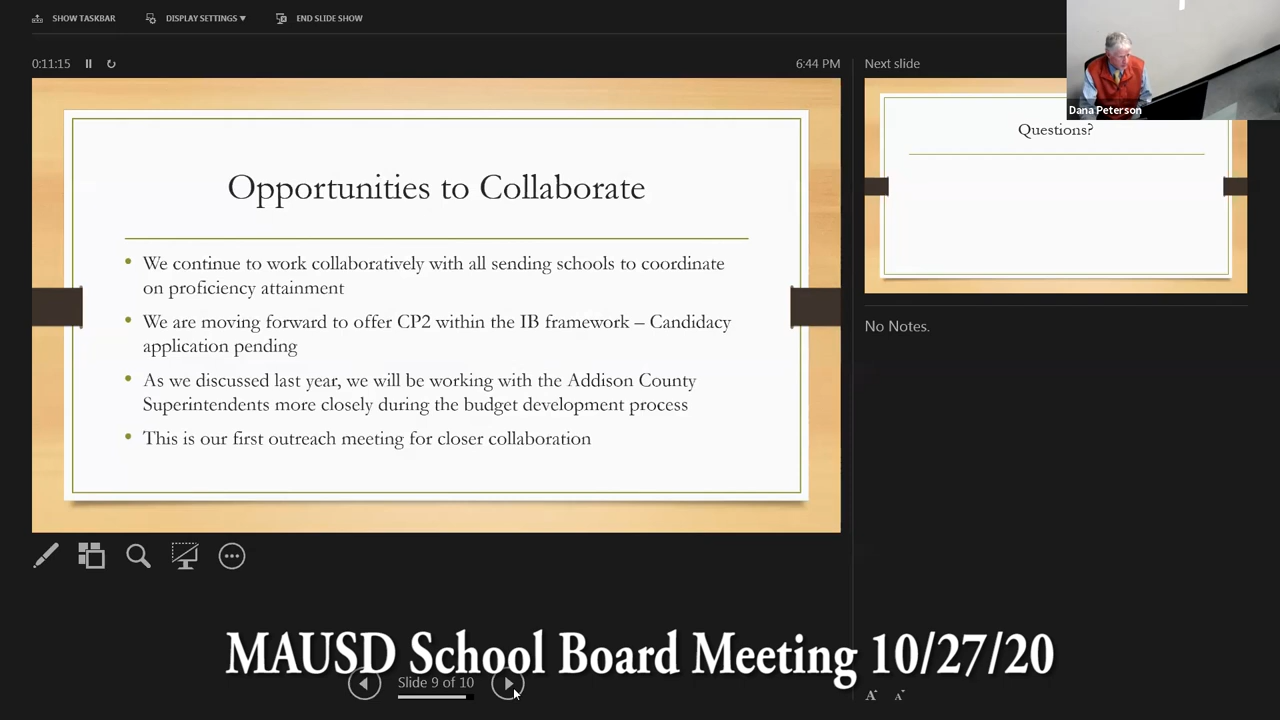 SHOW TASKBAR
DISPLAY SETTINGS ▼
END SLIDE SHOW
0:11:15
6:44 PM
Next slide
Dana Peterson
Questions?
Opportunities to Collaborate
• We continue to work collaboratively with all sending schools to coordinate
on proficiency attainment
• We are moving forward to offer CP2 within the IB framework – Candidacy
application pending
• As we discussed last year, we will be working with the Addison County
Superintendents more closely during the budget development process
• This is our first outreach meeting for closer collaboration
No Notes.
MAUSD School Board Meeting 10/27/20
Slide 9 of 10
A A